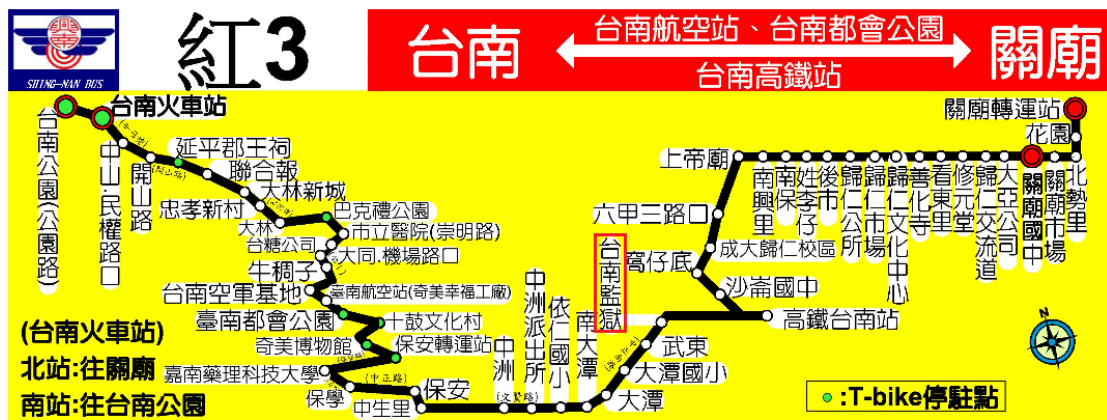 SHING-NAN BUS
紅3
台南
台南航空站、台南都會公園
台南高鐵站
關廟
台南公園(公園路)
台南火車站
中山.民權路口
開山路
延平郡王祠
聯合報
忠孝新村
大林新城
大林
巴克禮公園
市立醫院(崇明路)
台糖公司
大同.機場路口
牛稠子
台南空軍基地
臺南航空站(奇美幸福工廠)
臺南都會公園
十鼓文化村
奇美博物館
保安轉運站
嘉南藥理科技大學
保學
中正路
中生里
保安
中洲
文賢路
中洲派出所
依仁國小
南大潭
大潭
大潭國小
武東
台南監獄
高鐵台南站
沙崙國中
窩仔底
成大歸仁校區
六甲三路口
上帝廟
南興里
南保
姓李仔
後市
歸仁公所
歸仁市場
歸仁文化中心
善化寺
看東里
修元堂
歸仁交流道
大亞公司
關廟國中
關廟市場
北勢里
花園
關廟轉運站
(台南火車站)
北站:往關廟
南站:往台南公園
:T-bike停駐點